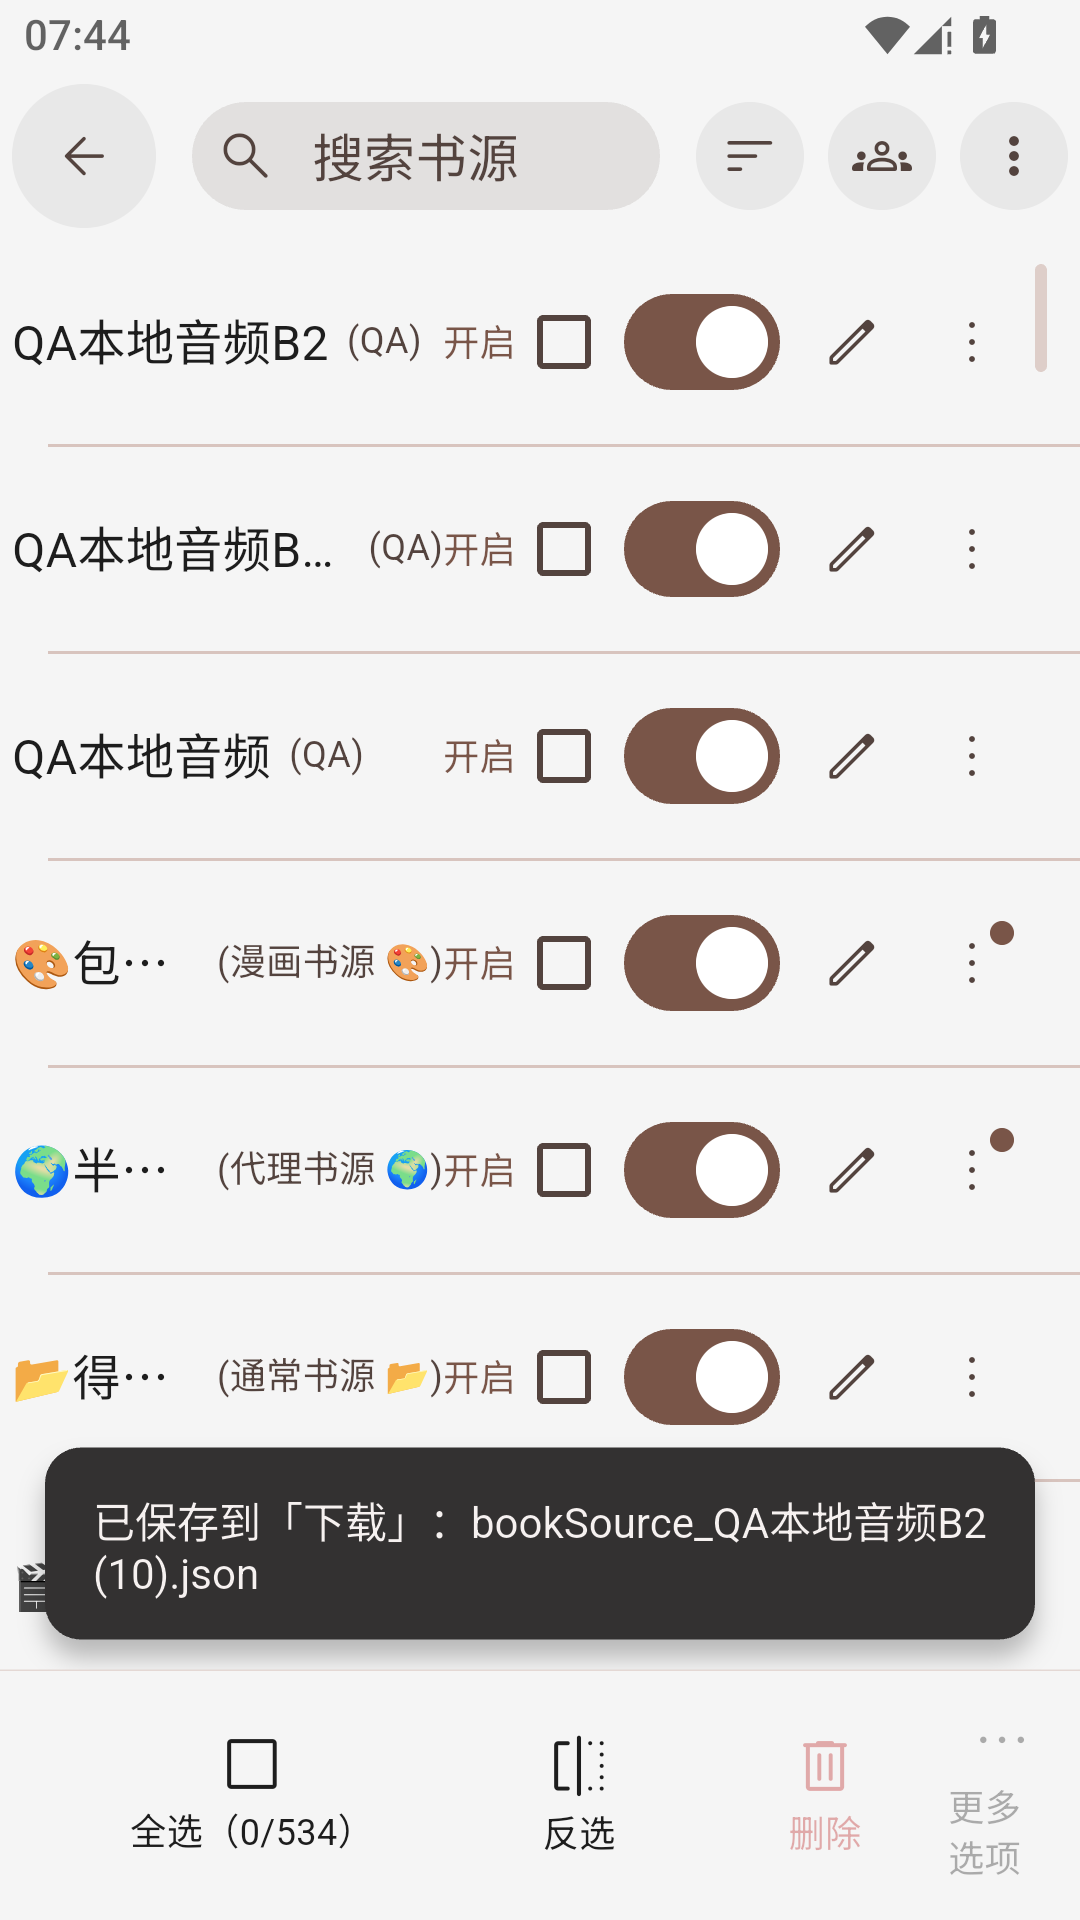 07:44
搜索书源
QA本地音频B2 (QA) 开启
QA本地音频B… (QA)开启
QA本地音频 (QA) 开启
🎨包… (漫画书源 🎨)开启
🌍半… (代理书源 🌍)开启
📂得… (通常书源 📂)开启
已保存到「下载」：bookSource_QA本地音频B2
(10).json
全选（0/534）
反选
删除
更多
选项